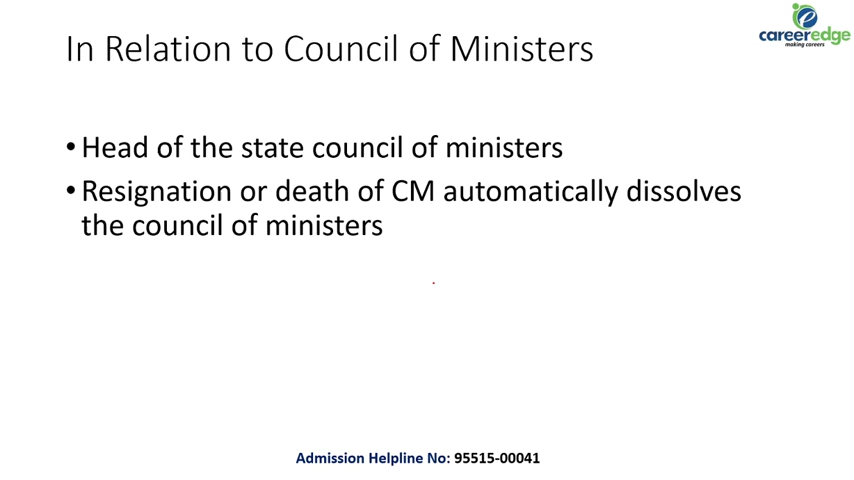 In Relation to Council of Ministers
careeredge
making careers
• Head of the state council of ministers
• Resignation or death of CM automatically dissolves
the council of ministers
Admission Helpline No: 95515-00041